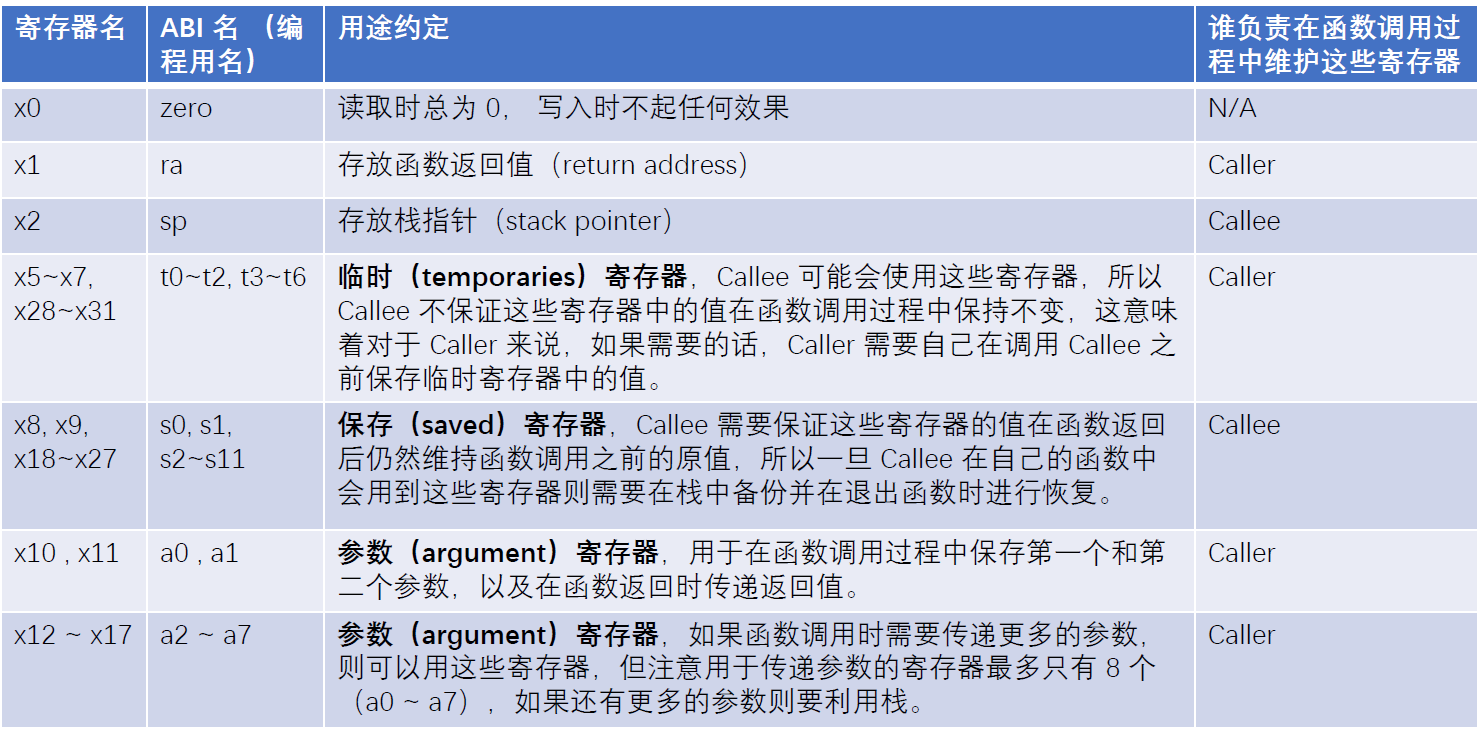 寄存器名
ABI 名 （编
程用名）
用途约定
谁负责在函数调用过
程中维护这些寄存器
x0
zero
读取时总为 0， 写入时不起任何效果
N/A
x1
ra
存放函数返回值（return address）
Caller
x2
sp
存放栈指针（stack pointer）
Callee
x5~x7,
x28~x31
t0~t2, t3~t6
临时（temporaries）寄存器，Callee 可能会使用这些寄存器，所以
Callee 不保证这些寄存器中的值在函数调用过程中保持不变，这意味
着对于 Caller 来说，如果需要的话，Caller 需要自己在调用 Callee 之
前保存临时寄存器中的值。
Caller
x8, x9,
x18~x27
s0, s1,
s2~s11
保存（saved）寄存器，Callee 需要保证这些寄存器的值在函数返回
后仍然维持函数调用之前的原值，所以一旦 Callee 在自己的函数中
会用到这些寄存器则需要在栈中备份并在退出函数时进行恢复。
Callee
x10 , x11
a0 , a1
参数（argument）寄存器，用于在函数调用过程中保存第一个和第
二个参数，以及在函数返回时传递返回值。
Caller
x12 ~ x17
a2 ~ a7
参数（argument）寄存器，如果函数调用时需要传递更多的参数，
则可以用这些寄存器，但注意用于传递参数的寄存器最多只有 8 个
（a0 ~ a7），如果还有更多的参数则要利用栈。
Caller